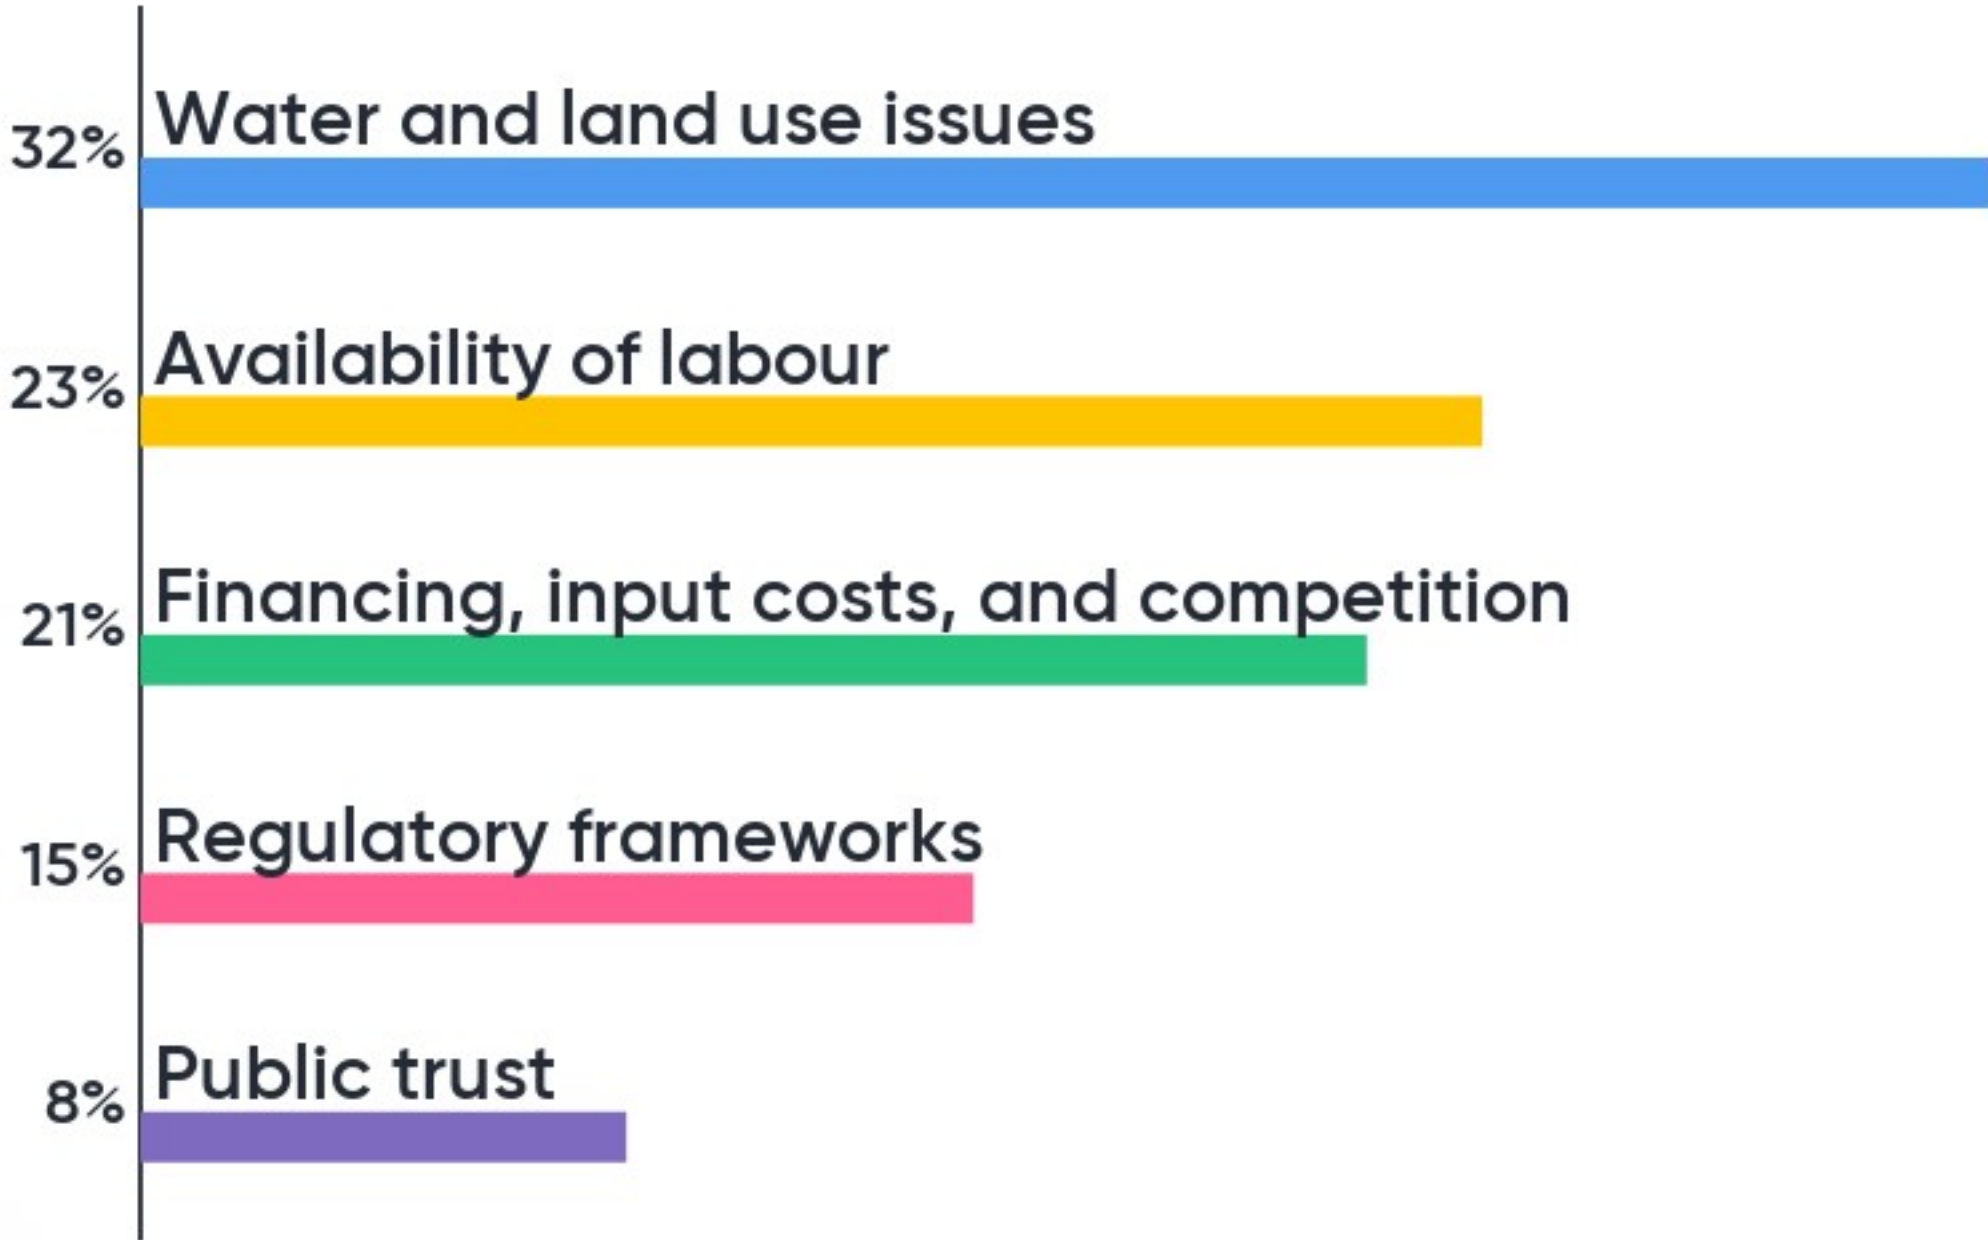 32% Water and land use issues
23% Availability of labour
21% Financing, input costs, and competition
15% Regulatory frameworks
8% Public trust